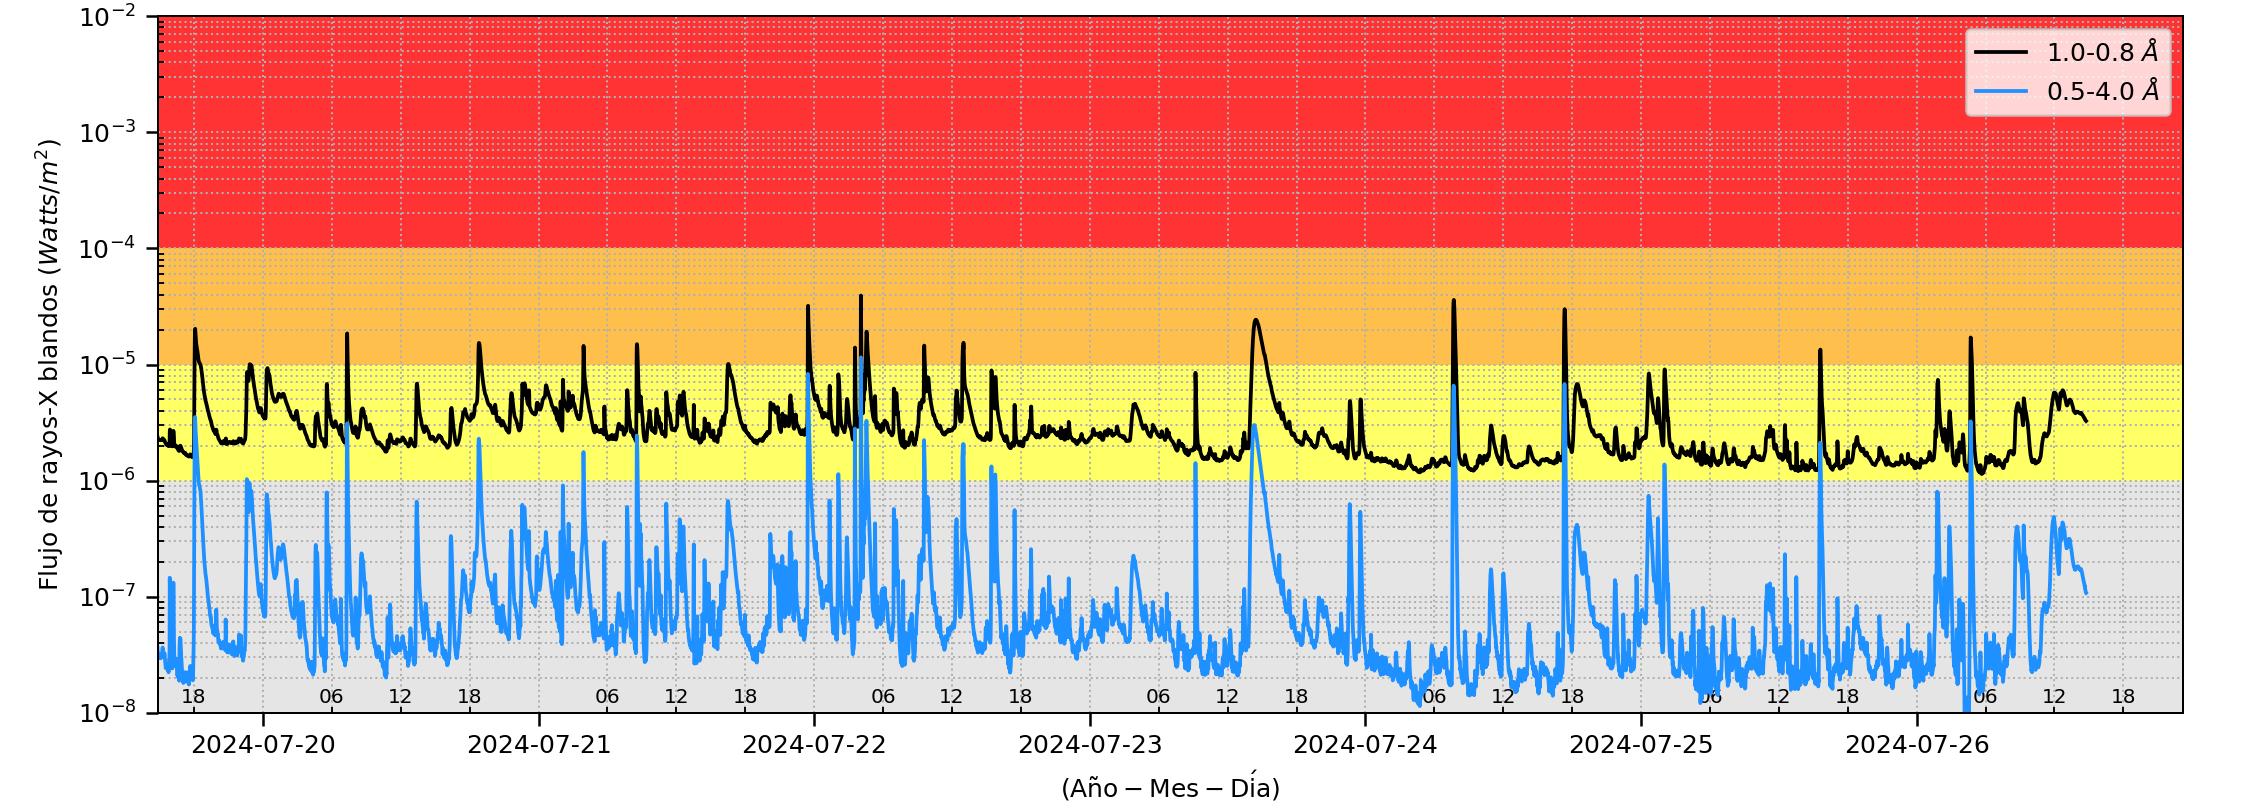 10⁻²
10⁻³
10⁻⁴
10⁻⁵
10⁻⁶
10⁻⁷
10⁻⁸
Flujo de rayos-X blandos (Watts/m²)
1.0-0.8 Å
0.5-4.0 Å
18 06 12 18 06 12 18 06 12 18 06 12 18 06 12 18 06 12 18 06 12 18
2024-07-20 2024-07-21 2024-07-22 2024-07-23 2024-07-24 2024-07-25 2024-07-26
(Año − Mes − Día)